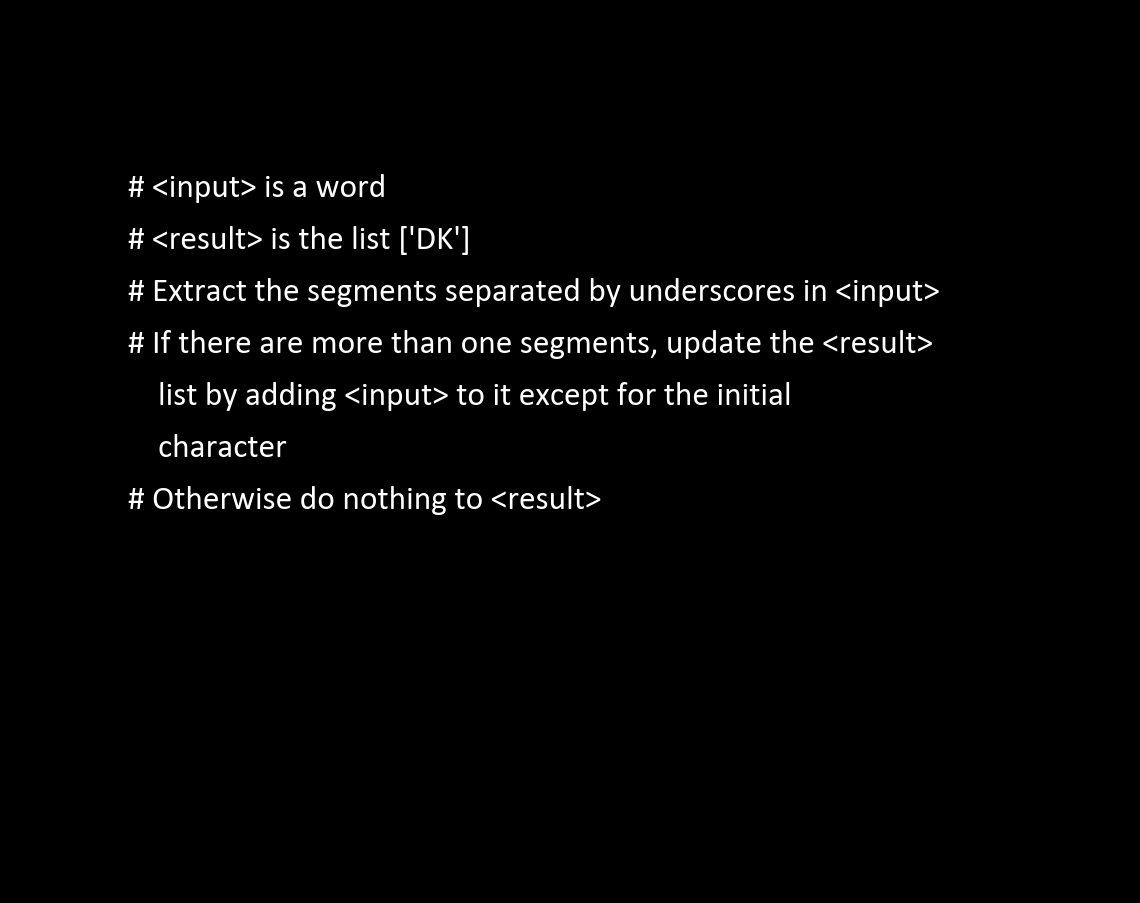 # <input> is a word
# <result> is the list ['DK']
# Extract the segments separated by underscores in <input>
# If there are more than one segments, update the <result>
list by adding <input> to it except for the initial
character
# Otherwise do nothing to <result>